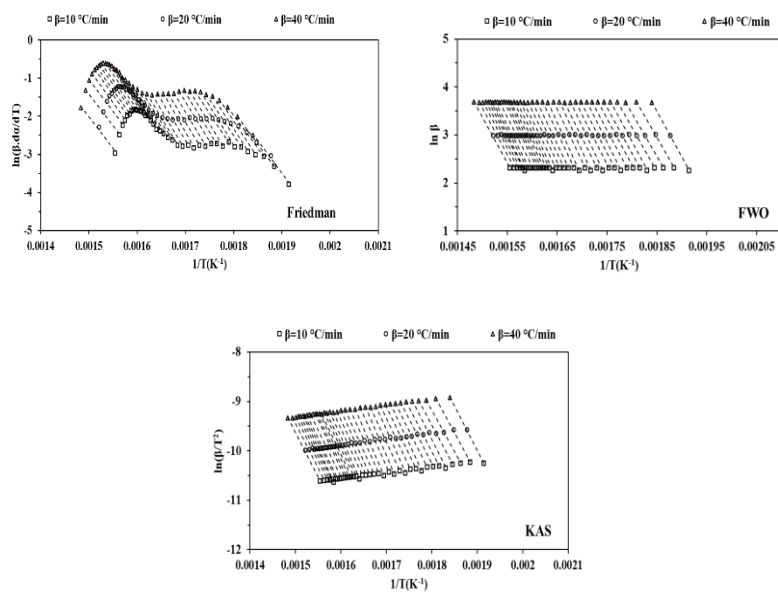 β=10 °C/min β=20 °C/min β=40 °C/min
0
-1
-2
-3
-4
-5
ln(β.dα/dT)
Friedman
0.0014 0.0015 0.0016 0.0017 0.0018 0.0019 0.002 0.0021
1/T(K-1)
β=10 °C/min β=20 °C/min β=40 °C/min
5
4
3
2
1
ln β
FWO
0.00145 0.00155 0.00165 0.00175 0.00185 0.00195 0.00205
1/T(K-1)
β=10 °C/min β=20 °C/min β=40 °C/min
-8
-9
-10
-11
-12
ln(β/T2)
KAS
0.0014 0.0015 0.0016 0.0017 0.0018 0.0019 0.002 0.0021
1/T(K-1)